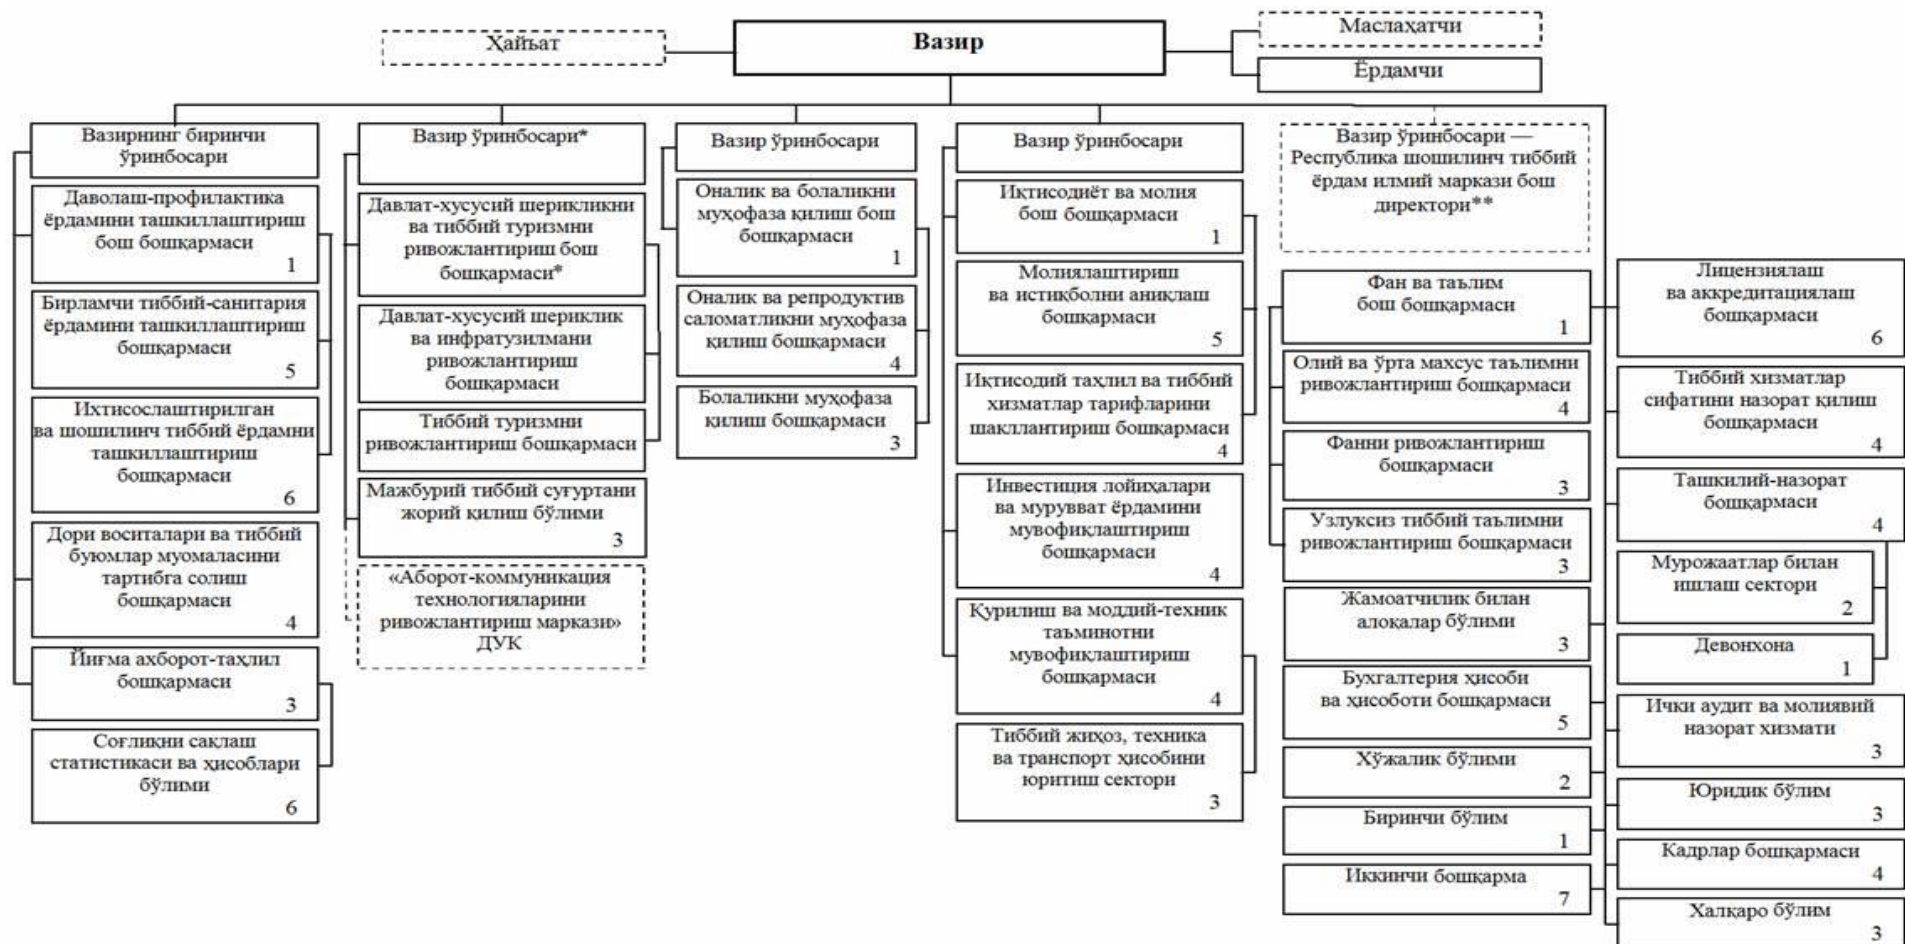 Ҳайъат
Вазир
Маслаҳатчи
Ёрдамчи
Вазирнинг биринчи
ўринбосари
Даволаш-профилактика
ёрдамини ташкиллаштириш
бош бошқармаси
1
Бирламчи тиббий-санитария
ёрдамини ташкиллаштириш
бошқармаси
5
Ихтисослаштирилган
ва шошилинч тиббий ёрдамни
ташкиллаштириш
бошқармаси
6
Дори воситалари ва тиббий
буюмлар муомаласини
тартибга солиш
бошқармаси
4
Йиғма ахборот-таҳлил
бошқармаси
3
Соғлиқни сақлаш
статистикаси ва ҳисоблари
бўлими
6
Вазир ўринбосари*
Давлат-хусусий шерикликни
ва тиббий туризмни
ривожлантириш бош
бошқармаси*
Давлат-хусусий шериклик
ва инфратузилмани
ривожлантириш
бошқармаси
Тиббий туризмни
ривожлантириш бошқармаси
Мажбурий тиббий суғуртани
жорий қилиш бўлими
3
«Аборот-коммуникация
технологияларини
ривожлантириш маркази»
ДУК
Вазир ўринбосари
Оналик ва болаликни
муҳофаза қилиш бош
бошқармаси
1
Оналик ва репродуктив
саломатликни муҳофаза
қилиш бошқармаси
4
Болаликни муҳофаза
қилиш бошқармаси
3
Вазир ўринбосари
Иқтисодиёт ва молия
бош бошқармаси
1
Молиялаштириш
ва истиқболни аниқлаш
бошқармаси
5
Иқтисодий таҳлил ва тиббий
хизматлар тарифларини
шакллантириш бошқармаси
4
Инвестиция лойиҳалари
ва мурувват ёрдамини
мувофиқлаштириш
бошқармаси
4
Қурилиш ва моддий-техник
таъминотни
мувофиқлаштириш
бошқармаси
4
Тиббий жиҳоз, техника
ва транспорт ҳисобини
юритиш сектори
3
Вазир ўринбосари —
Республика шошилинч тиббий
ёрдам илмий маркази бош
директори**
Фан ва таълим
бош бошқармаси
1
Олий ва ўрта махсус таълимни
ривожлантириш бошқармаси
4
Фанни ривожлантириш
бошқармаси
3
Узлуксиз тиббий таълимни
ривожлантириш бошқармаси
3
Жамоатчилик билан
алоқалар бўлими
3
Бухгалтерия ҳисоби
ва ҳисоботи бошқармаси
5
Хўжалик бўлими
2
Биринчи бўлим
1
Иккинчи бошқарма
7
Лицензиялаш
ва аккредитациялаш
бошқармаси
6
Тиббий хизматлар
сифатини назорат қилиш
бошқармаси
4
Ташкилий-назорат
бошқармаси
4
Мурожаатлар билан
ишлаш сектори
2
Девонхона
1
Ички аудит ва молиявий
назорат хизмати
3
Юридик бўлим
3
Кадрлар бошқармаси
4
Халқаро бўлим
3